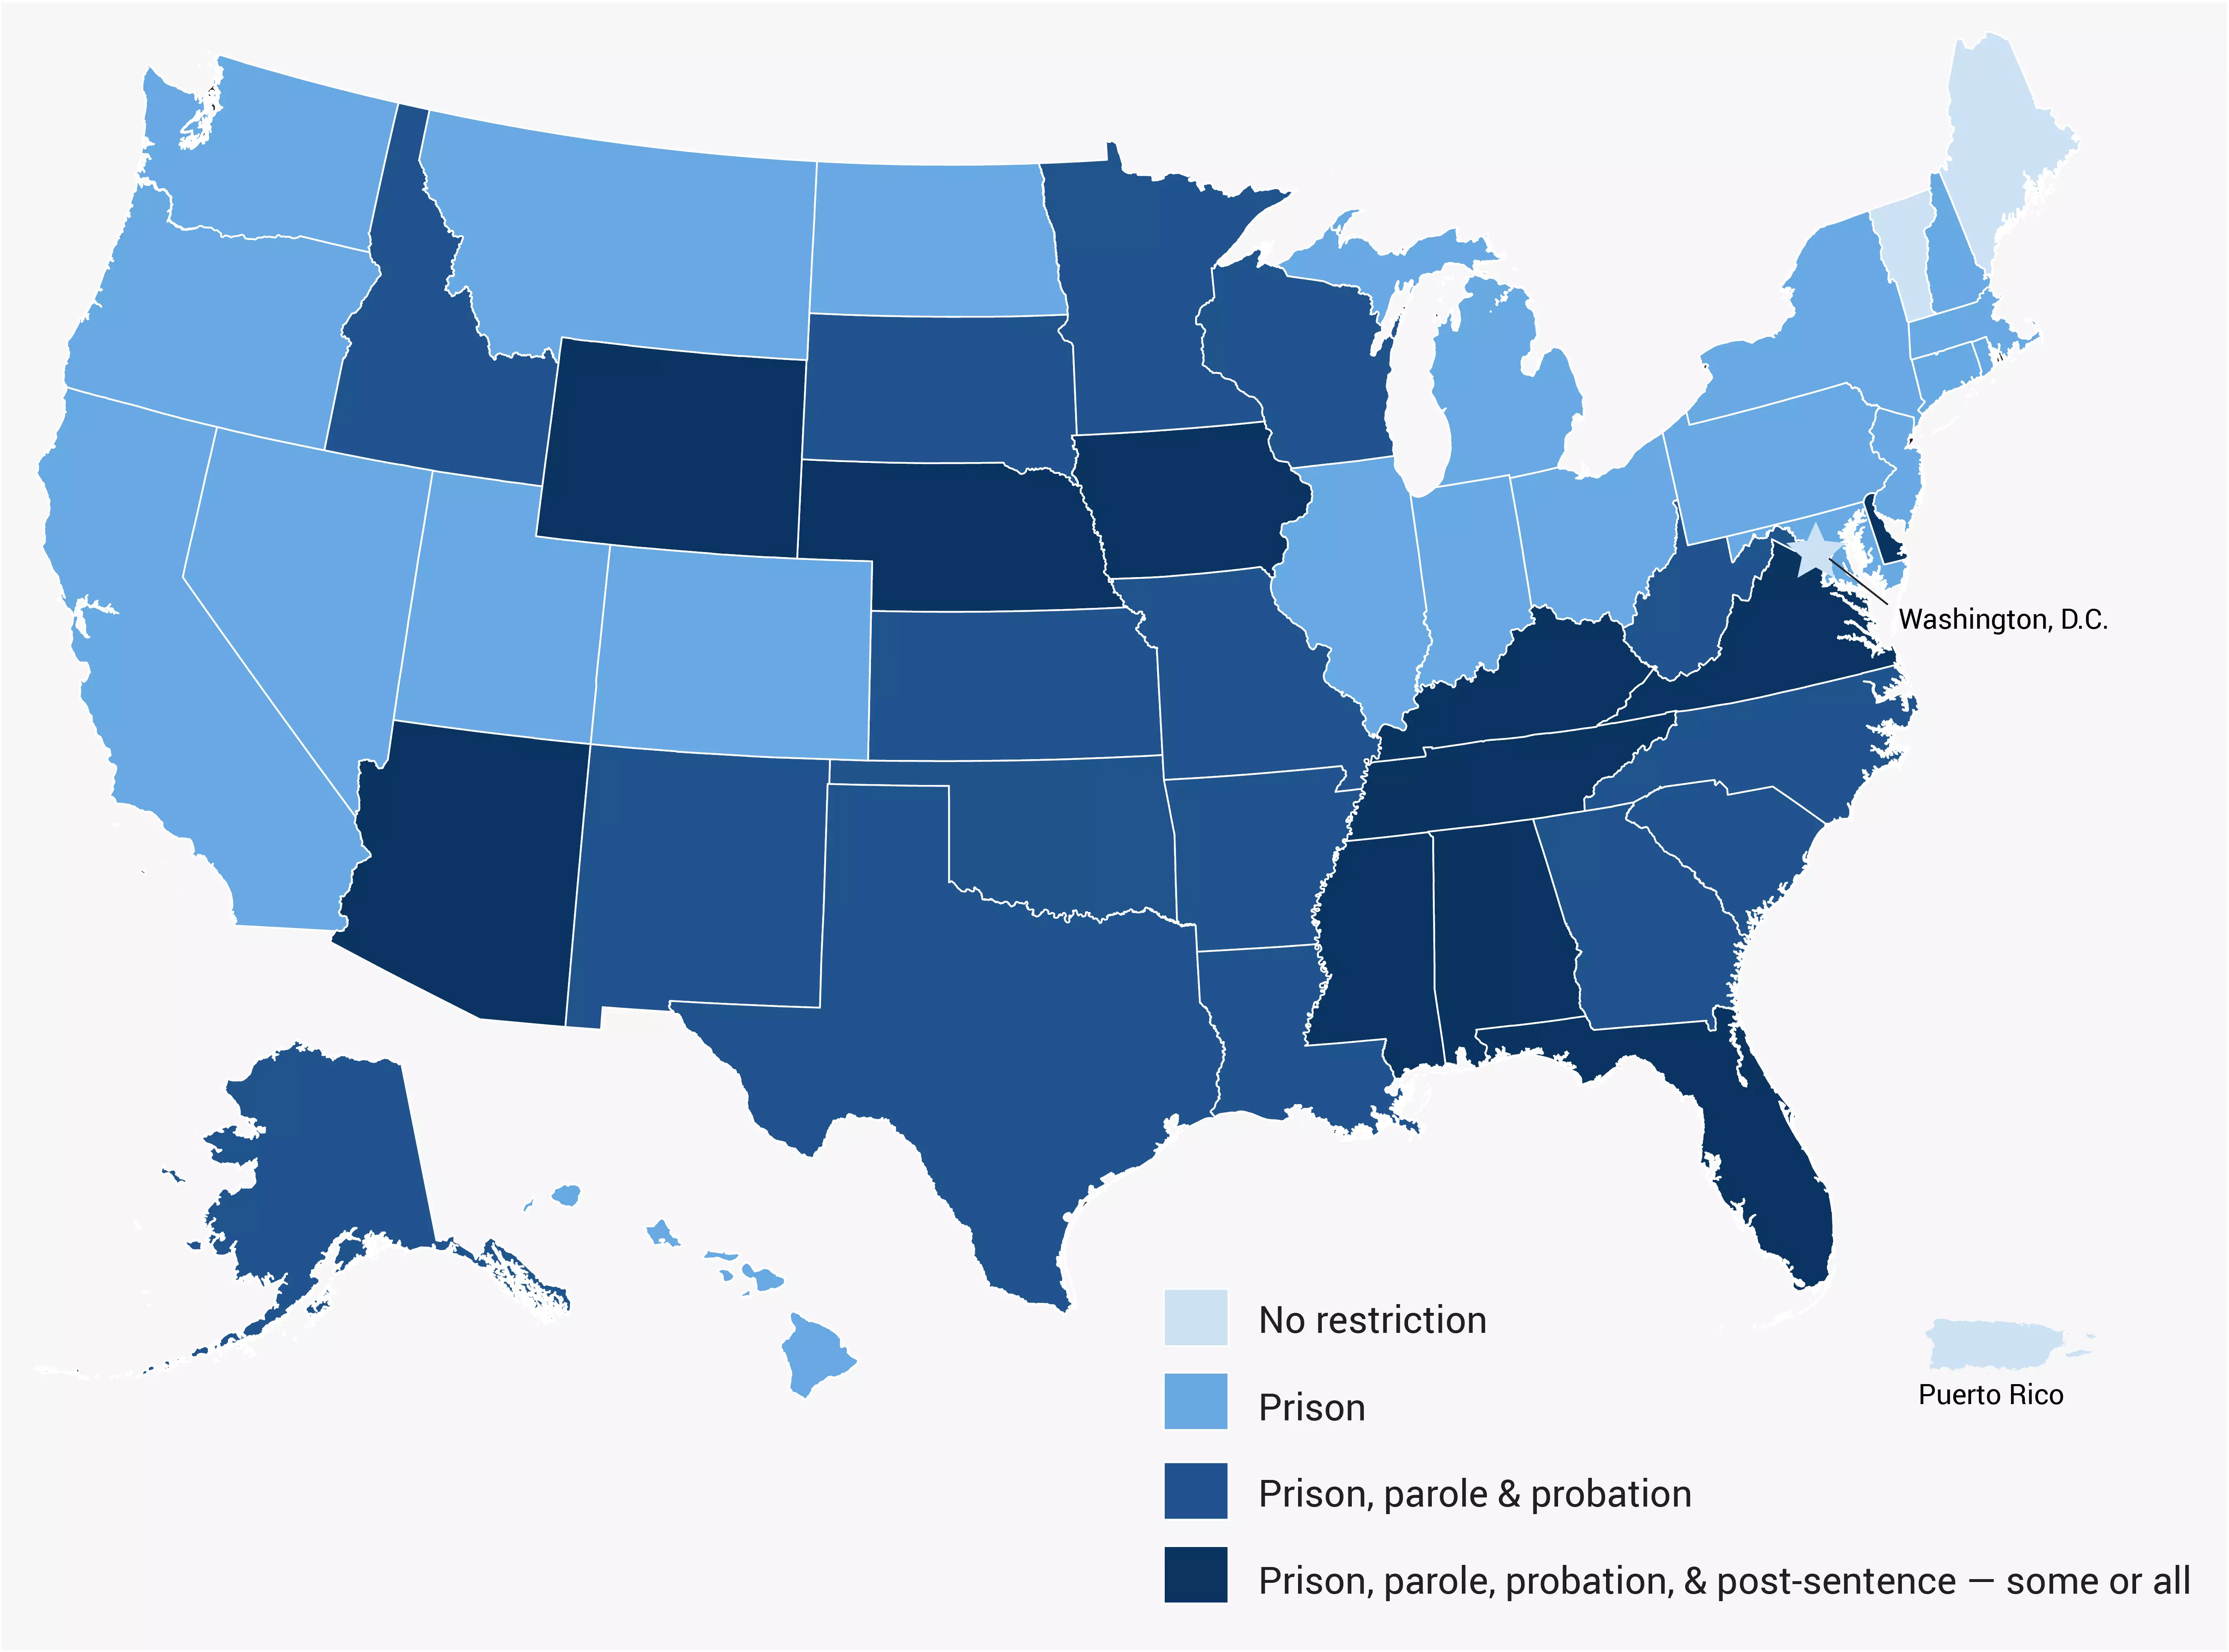 Washington, D.C.
No restriction
Prison
Puerto Rico
Prison, parole & probation
Prison, parole, probation, & post-sentence — some or all